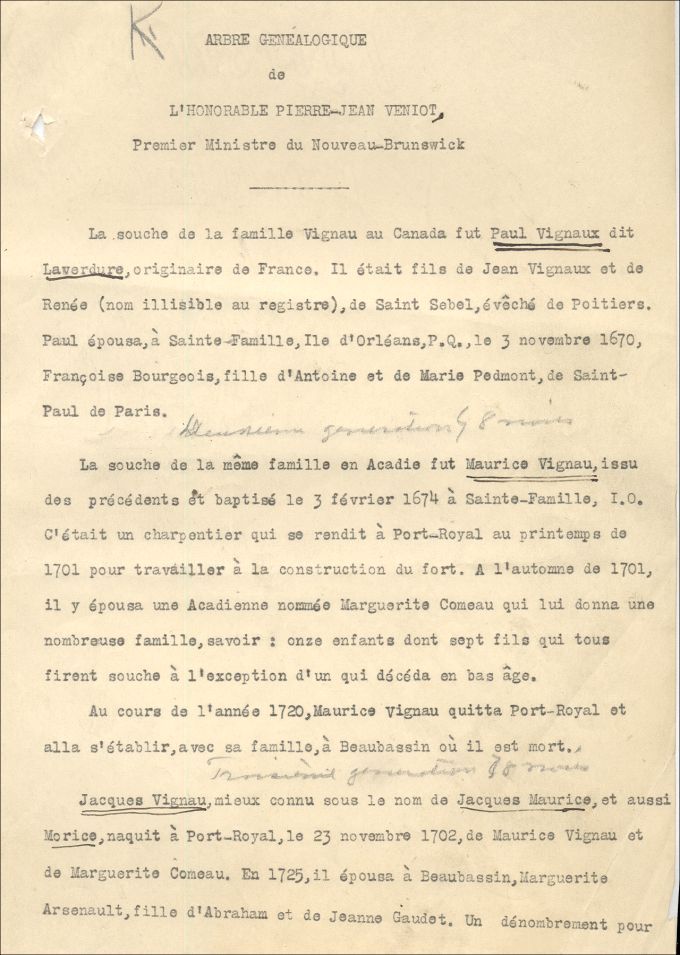 ARBRE GENÉALOGIQUE
de
L'HONORABLE PIERRE-JEAN VENIOT,
Premier Ministre du Nouveau-Brunswick
La souche de la famille Vignau au Canada fut Paul Vignaux dit
Laverdure, originaire de France. Il était fils de Jean Vignaux et de
Renée (nom illisible au registre), de Saint Sebel, évêché de Poitiers.
Paul épousa, à Sainte-Famille, Ile d'Orléans, P.Q., le 3 novembre 1670,
Françoise Bourgeois, fille d'Antoine et de Marie Pedmont, de Saint-
Paul de Paris.
generation 8
La souche de la même famille en Acadie fut Maurice Vignau, issu
des précédents et baptisé le 3 février 1674 à Sainte-Famille, I.O.
C'était un charpentier qui se rendit à Port-Royal au printemps de
1701 pour travailler à la construction du fort. A l'automne de 1701,
il y épousa une Acadienne nommée Marguerite Comeau qui lui donna une
nombreuse famille, savoir : onze enfants dont sept fils qui tous
firent souche à l'exception d'un qui décéda en bas âge.
Au cours de l'année 1720, Maurice Vignau quitta Port-Royal et
alla s'établir, avec sa famille, à Beaubassin où il est mort.
generation 8
Jacques Vignau, mieux connu sous le nom de Jacques Maurice, et aussi
Morice, naquit à Port-Royal, le 23 novembre 1702, de Maurice Vignau et
de Marguerite Comeau. En 1725, il épousa à Beaubassin, Marguerite
Arsenault, fille d'Abraham et de Jeanne Gaudet. Un dénombrement pour